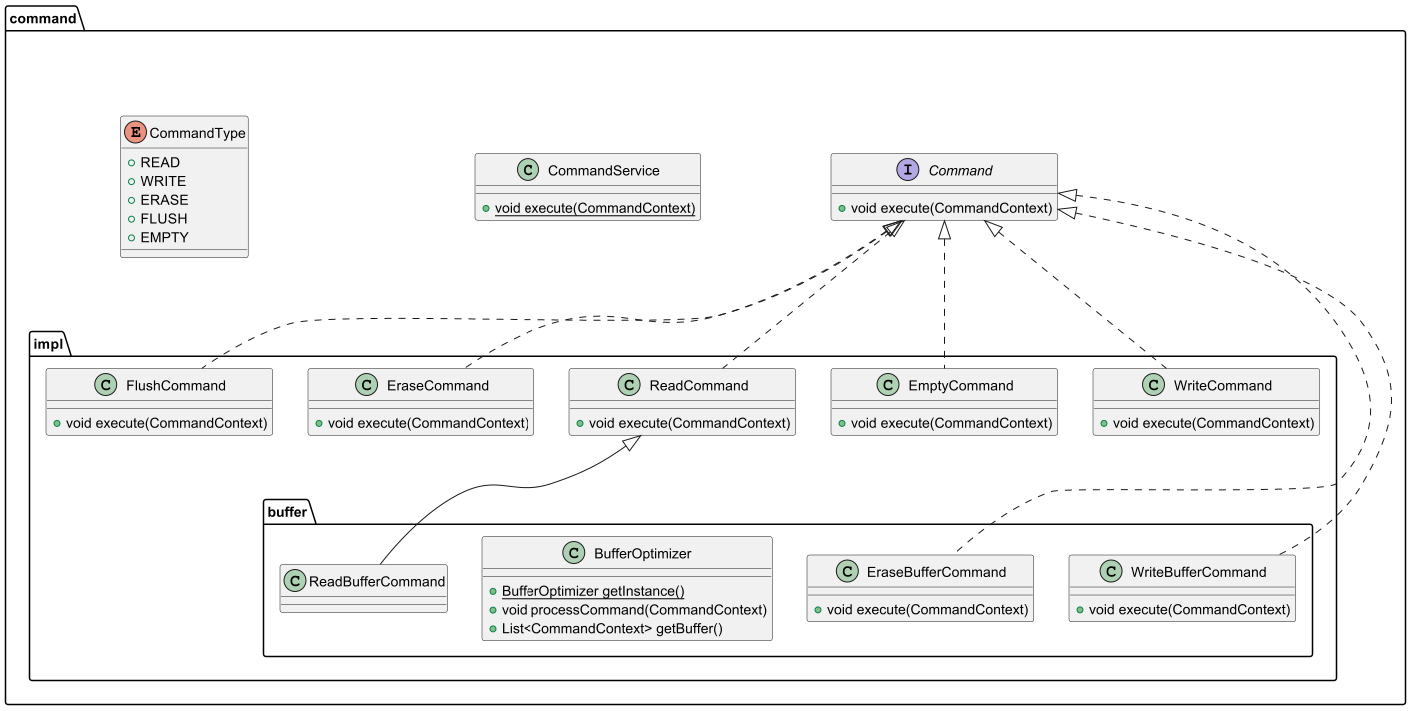 command
E CommandType
READ
WRITE
ERASE
FLUSH
EMPTY
C CommandService
void execute(CommandContext)
I Command
void execute(CommandContext)
impl
C FlushCommand
void execute(CommandContext)
C EraseCommand
void execute(CommandContext)
C ReadCommand
void execute(CommandContext)
C EmptyCommand
void execute(CommandContext)
C WriteCommand
void execute(CommandContext)
buffer
C ReadBufferCommand
C BufferOptimizer
BufferOptimizer getInstance()
void processCommand(CommandContext)
List<CommandContext> getBuffer()
C EraseBufferCommand
void execute(CommandContext)
C WriteBufferCommand
void execute(CommandContext)